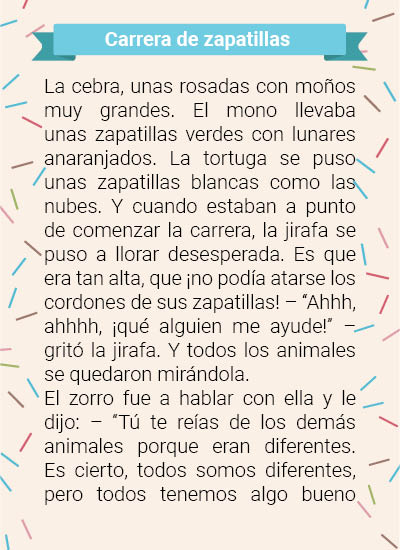 Carrera de zapatillas
La cebra, unas rosadas con moños
muy grandes. El mono llevaba
unas zapatillas verdes con lunares
anaranjados. La tortuga se puso
unas zapatillas blancas como las
nubes. Y cuando estaban a punto
de comenzar la carrera, la jirafa se
puso a llorar desesperada. Es que
era tan alta, que ¡no podía atarse los
cordones de sus zapatillas! – “Ahhh,
ahhhh, ¡qué alguien me ayude!” –
gritó la jirafa. Y todos los animales
se quedaron mirándola.
El zorro fue a hablar con ella y le
dijo: – “Tú te reías de los demás
animales porque eran diferentes.
Es cierto, todos somos diferentes,
pero todos tenemos algo bueno